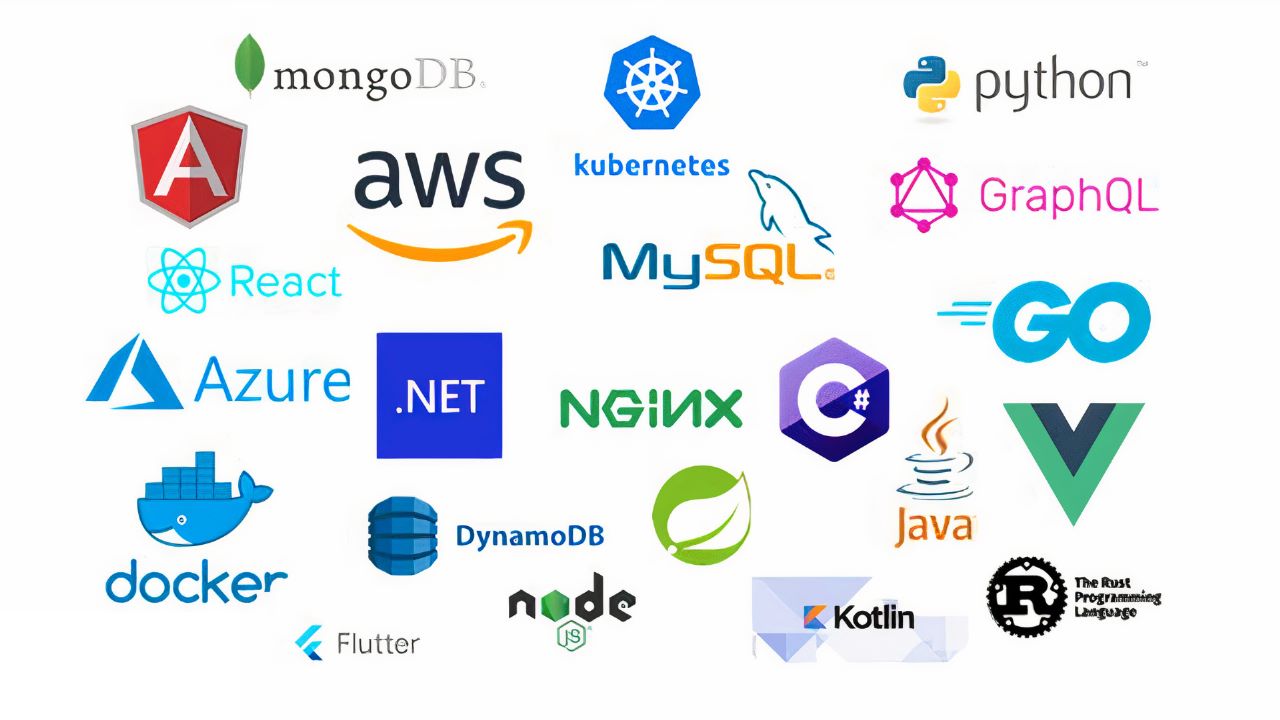 mongoDB
kubernetes
python
A
aws
GraphQL
MySQL
React
GO
Azure
.NET
NGiNX
C#
Java
docker
DynamoDB
node
JS
Flutter
Kotlin
R
The Rust
Programming
Language